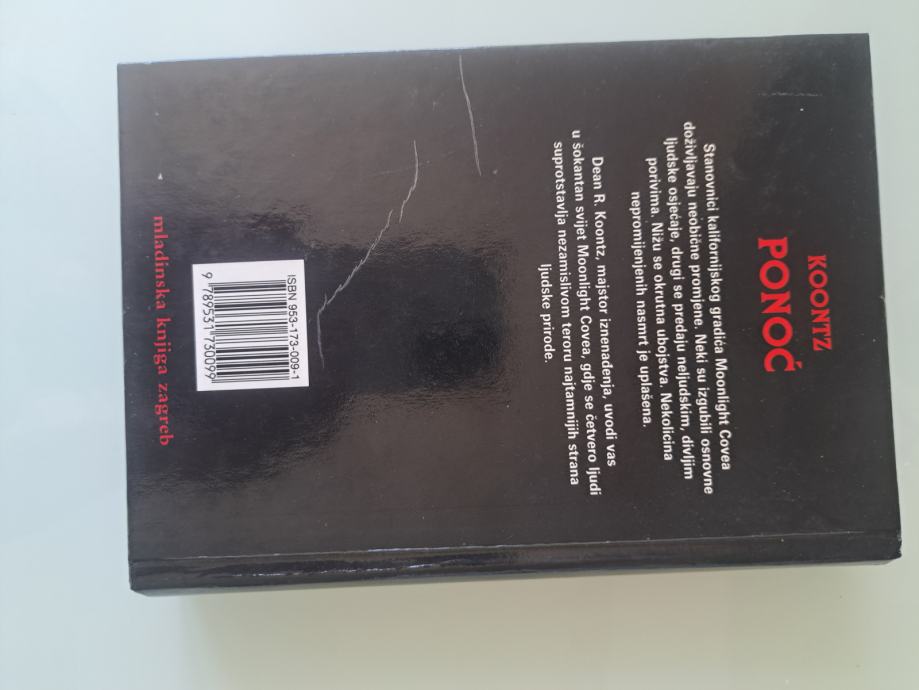 KOONTZ
PONOĆ
Stanovnici kalifornijskog gradića Moonlight Covea
doživljavaju neobične promjene. Neki su izgubili osnovne
ljudske osjećaje, drugi se predaju neljudskim, divljim
porivima. Nižu se okrutna ubojstva. Nekolicina
nepromijenjenih nasmrt je uplašena.
Dean R. Koontz, majstor iznenađenja, uvodi vas
u šokantan svijet Moonlight Covea, gdje se četvero ljudi
suprotstavlja nezamislivom teroru najtamnijih strana
ljudske prirode.
ISBN 953-173-009-1
9 789531 730099
mladinska knjiga zagreb